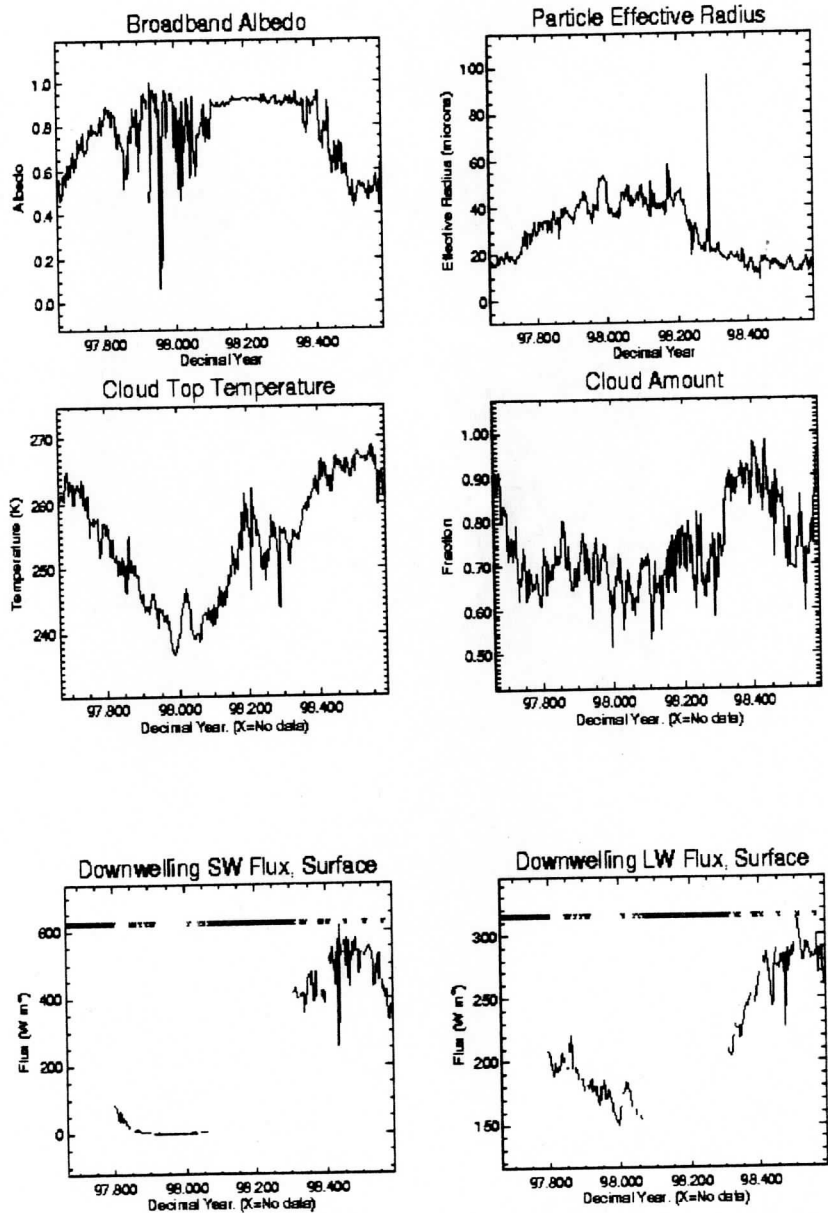 Broadband Albedo
Albedo
1.0
0.8
0.6
0.4
0.2
0.0
97.800 98.000 98.200 98.400
Decimal Year
Particle Effective Radius
Effective Radius (microns)
100
80
60
40
20
0
97.800 98.000 98.200 98.400
Decimal Year
Cloud Top Temperature
Temperature (K)
270
260
250
240
97.800 98.000 98.200 98.400
Decimal Year. (X=No data)
Cloud Amount
Fraction
1.00
0.90
0.80
0.70
0.60
0.50
97.800 98.000 98.200 98.400
Decimal Year. (X=No data)
Downwelling SW Flux, Surface
600
400
200
0
97.800 98.000 98.200 98.400
Decimal Year. (X=No data)
Downwelling LW Flux, Surface
300
250
200
150
97.800 98.000 98.200 98.400
Decimal Year. (X=No data)